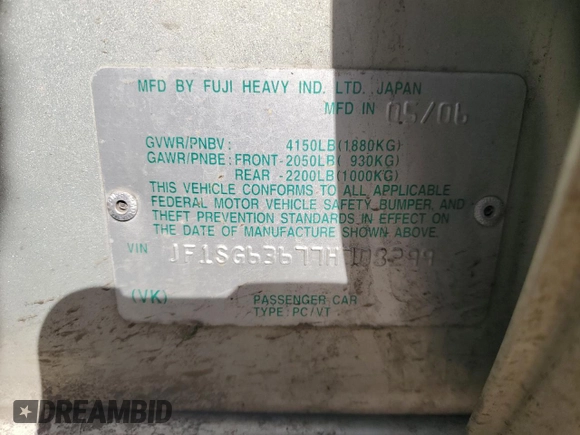 MFD BY FUJI HEAVY IND. LTD. JAPAN
MFD IN 05/06
GVWR/PNBV: 4150LB(1880KG)
GAWR/PNBE:FRONT-2050LB( 930KG)
REAR -2200LB(1000KG)
THIS VEHICLE CONFORMS TO ALL APPLICABLE
FEDERAL MOTOR VEHICLE SAFETY, BUMPER, AND
THEFT PREVENTION STANDARDS IN EFFECT ON
THE DATE OF MANUFACTURE SHOWN ABOVE.
VIN
(VK) PASSENGER CAR
TYPE:PC/VT
DREAMBID